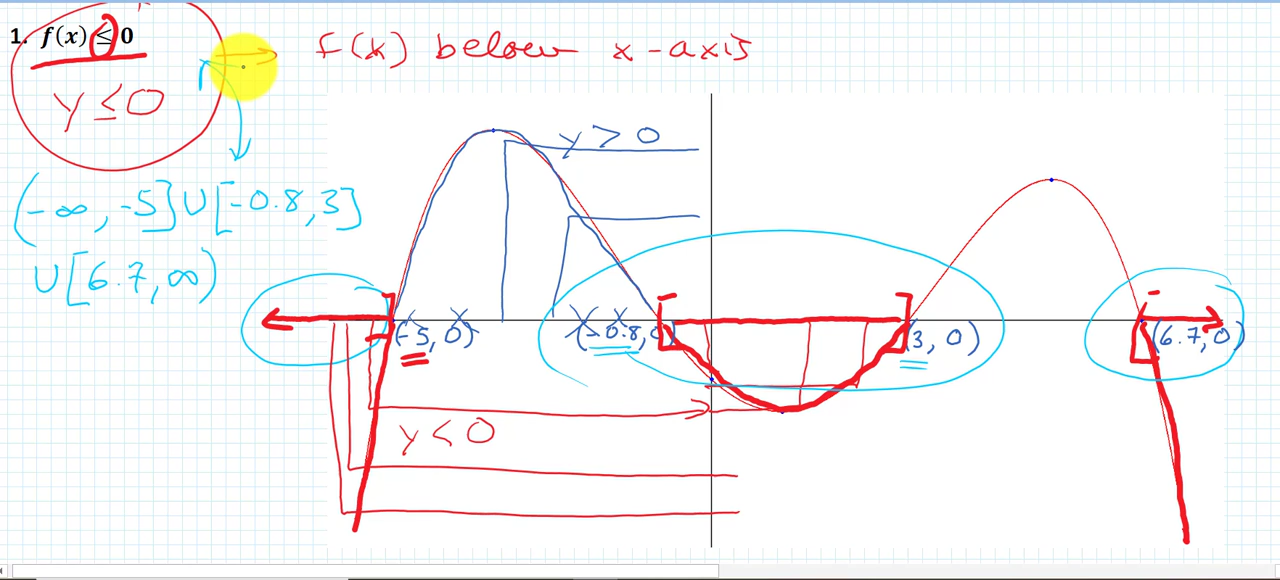 1. f(x) ≤ 0
f(x) below x-axis
y ≤ 0
y > 0
(-∞, -5] U [-0.8, 3]
U [6.7, ∞)
(-5, 0)
(-0.8, 0)
(3, 0)
(6.7, 0)
y < 0